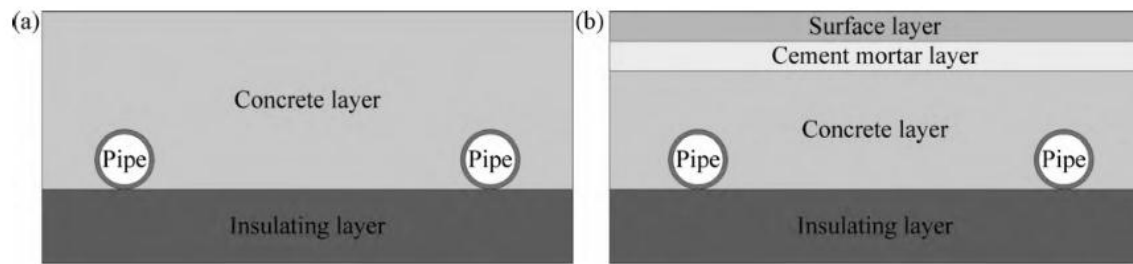 (a)
Concrete layer
Pipe
Pipe
Insulating layer
(b)
Surface layer
Cement mortar layer
Concrete layer
Pipe
Pipe
Insulating layer